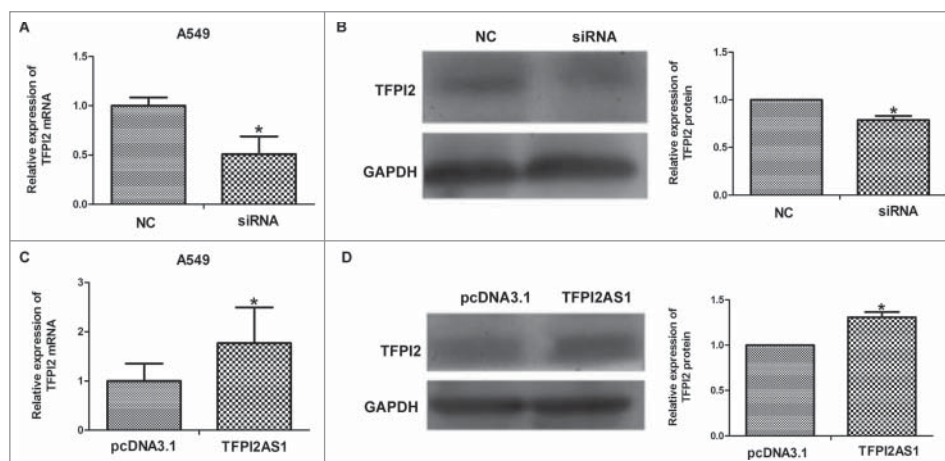 A
A549
Relative expression of
TFPI2 mRNA
1.5
1.0
0.5
0.0
*
NC
siRNA
B
NC
siRNA
TFPI2
GAPDH
Relative expression of
TFPI2 protein
1.5
1.0
0.5
0.0
*
NC
siRNA
C
A549
Relative expression of
TFPI2 mRNA
3
2
1
0
*
pcDNA3.1
TFPI2AS1
D
pcDNA3.1
TFPI2AS1
TFPI2
GAPDH
Relative expression of
TFPI2 protein
1.5
1.0
0.5
0.0
*
pcDNA3.1
TFPI2AS1